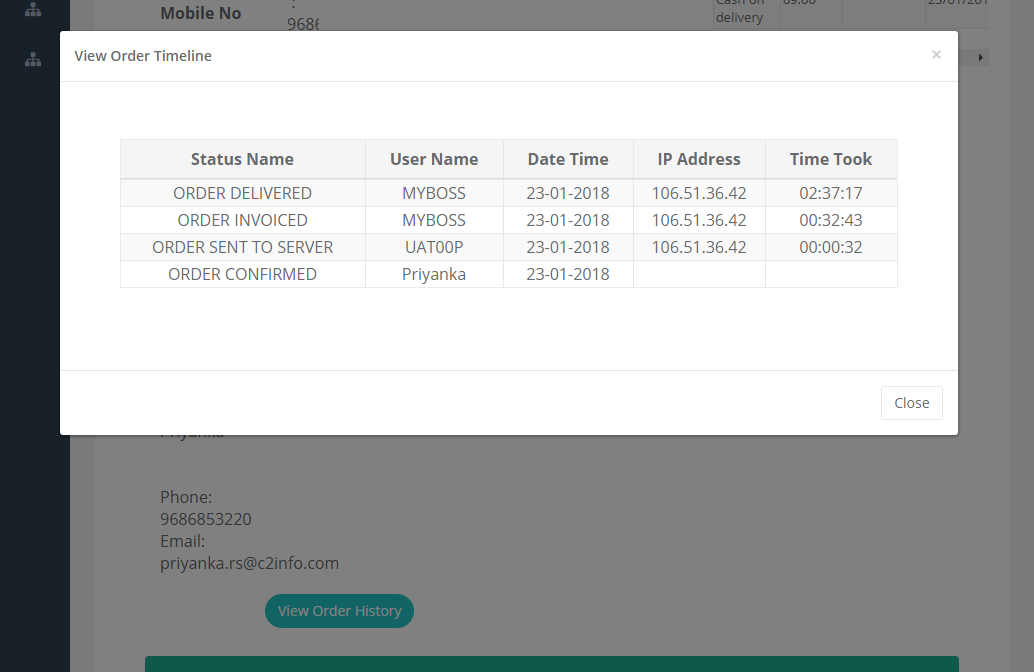 Cash on 09:00 23/01/201
Mobile No :
9686
delivery
View Order Timeline ×
Status Name User Name Date Time IP Address Time Took
ORDER DELIVERED MYBOSS 23-01-2018 106.51.36.42 02:37:17
ORDER INVOICED MYBOSS 23-01-2018 106.51.36.42 00:32:43
ORDER SENT TO SERVER UAT00P 23-01-2018 106.51.36.42 00:00:32
ORDER CONFIRMED Priyanka 23-01-2018
Close
Priyanka
Phone:
9686853220
Email:
priyanka.rs@c2info.com
View Order History